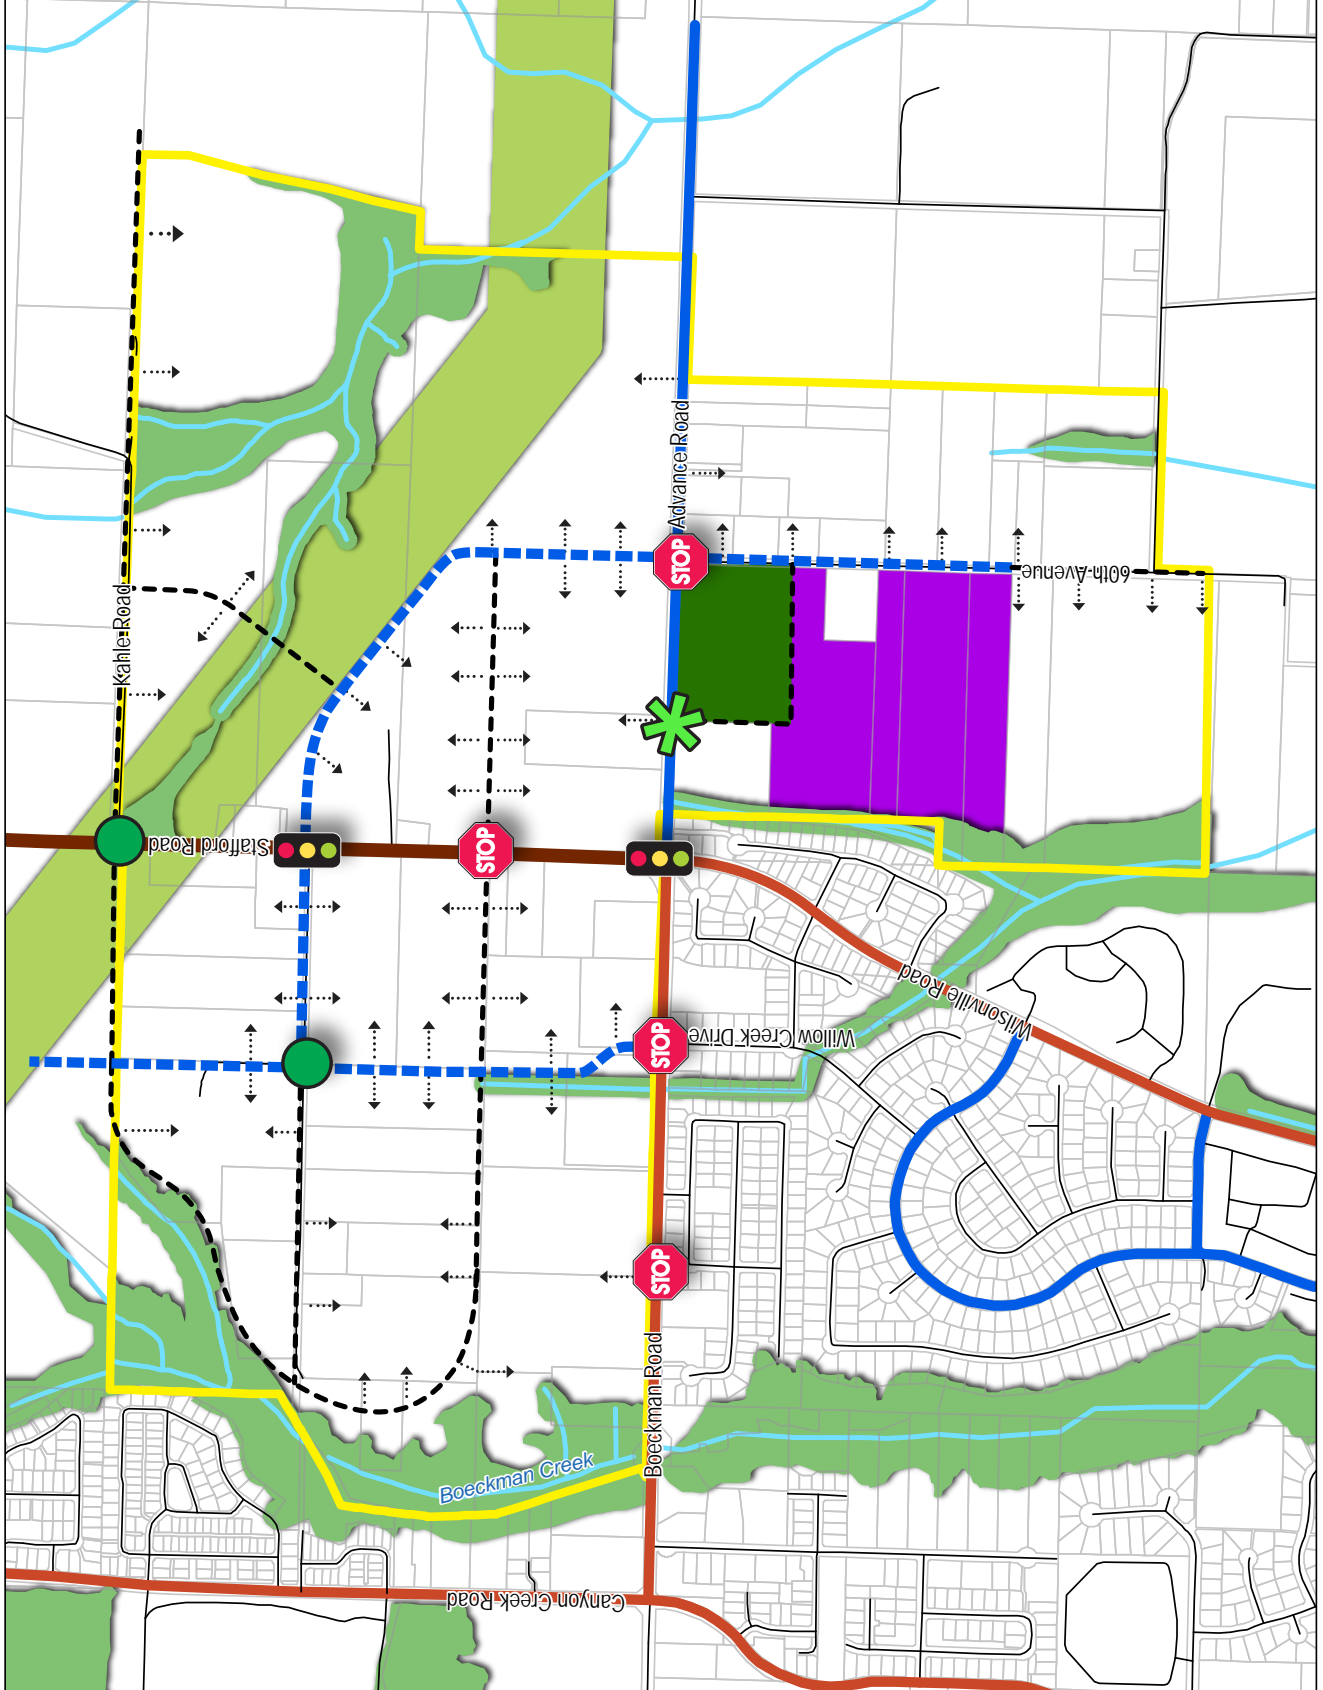 Advance Road
STOP
60th Avenue
Kahle Road
Stafford Road
STOP
Wilsonville Road
Willow Creek Drive
STOP
STOP
Boeckman Road
Boeckman Creek
Canyon Creek Road